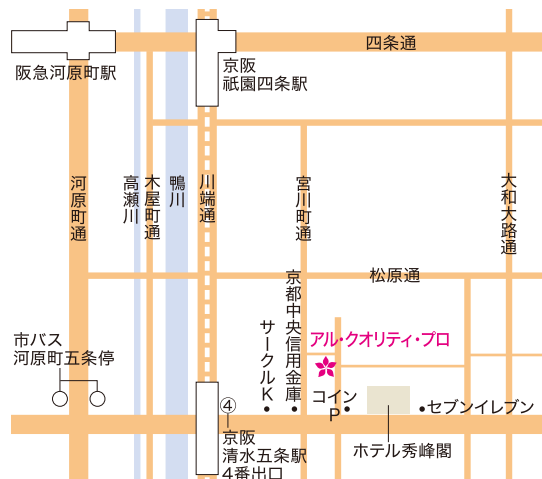 四条通
阪急河原町駅
京阪
祇園四条駅
河原町通
高瀬川
木屋町通
鴨川
川端通
宮川町通
大和大路通
松原通
京都中央信用金庫
サークルK
アル・クオリティ・プロ
市バス
河原町五条停
コイン
P
セブンイレブン
④
京阪
清水五条駅
4番出口
ホテル秀峰閣